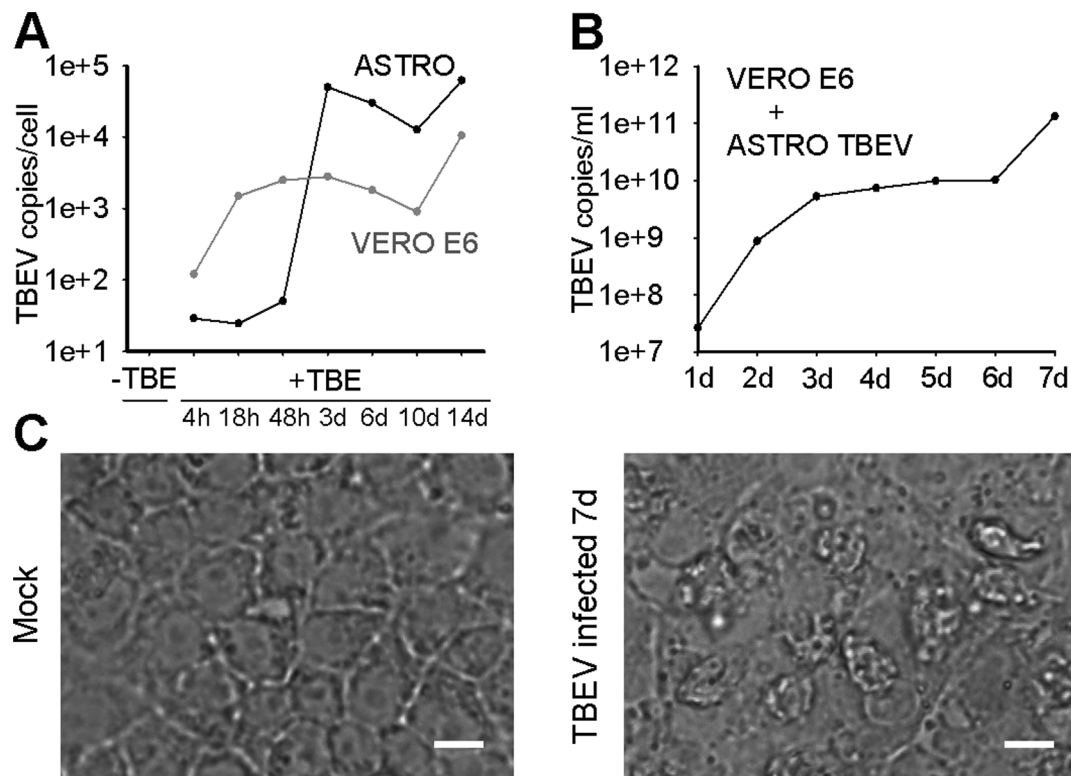 A
1e+5
1e+4
1e+3
1e+2
1e+1
TBEV copies/cell
ASTRO
VERO E6
-TBE
+TBE
4h 18h 48h 3d 6d 10d 14d
B
1e+12
1e+11
1e+10
1e+9
1e+8
1e+7
TBEV copies/ml
VERO E6
+
ASTRO TBEV
1d 2d 3d 4d 5d 6d 7d
C
Mock
TBEV infected 7d